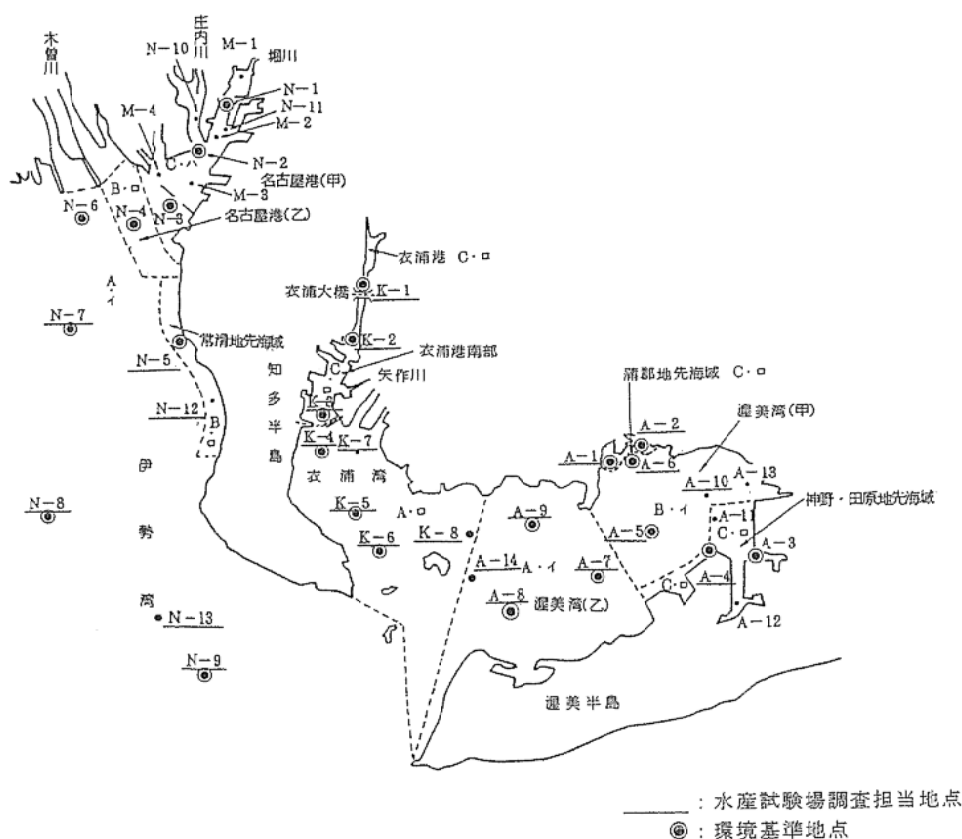 木曽川
庄内川
N-10
M-1
堀川
N-1
N-11
M-2
M-4
C・ハ
N-2
名古屋港(甲)
M-3
B・ロ
N-6
N-4
N-3
名古屋港(乙)
A・イ
N-7
常滑地先海域
N-5
N-12
B・ロ
知多半島
伊勢湾
N-8
N-13
N-9
衣浦港 C・ロ
衣浦大橋
K-1
K-2
衣浦港南部
C・ロ
矢作川
K-3
K-4
K-7
衣浦湾
K-5
A・ロ
K-6
K-8
蒲郡地先海域 C・ロ
A-2
渥美湾(甲)
A-1
A-6
A-13
A-10
神野・田原地先海域
A-11
C・ロ
B・イ
A-9
A-5
A-3
A-14
A・イ
A-7
A-4
C・ロ
A-8
渥美湾(乙)
A-12
渥美半島
:水産試験場調査担当地点
:環境基準地点